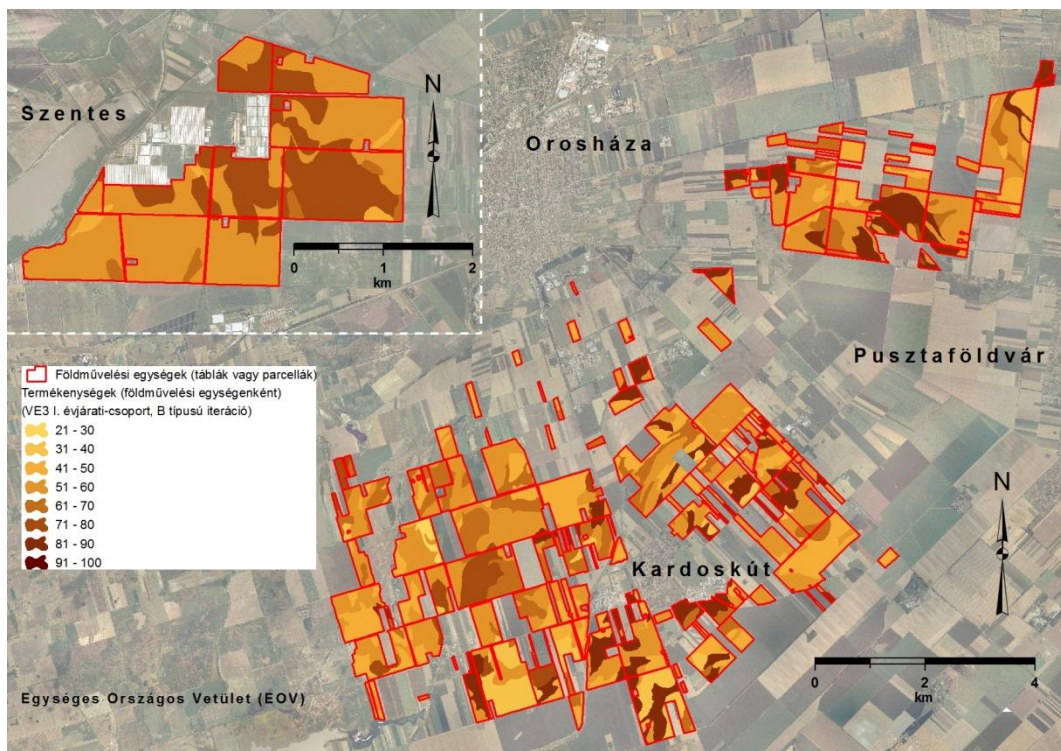 Szentes
N
0 1 2
km
Orosháza
Pusztaföldvár
Földművelési egységek (táblák vagy parcellák)
Termékenységek (földművelési egységenként)
(VE3 I. évjárati-csoport, B típusú iteráció)
21 - 30
31 - 40
41 - 50
51 - 60
61 - 70
71 - 80
81 - 90
91 - 100
Kardoskút
N
0 2 4
km
Egységes Országos Vetület (EOV)